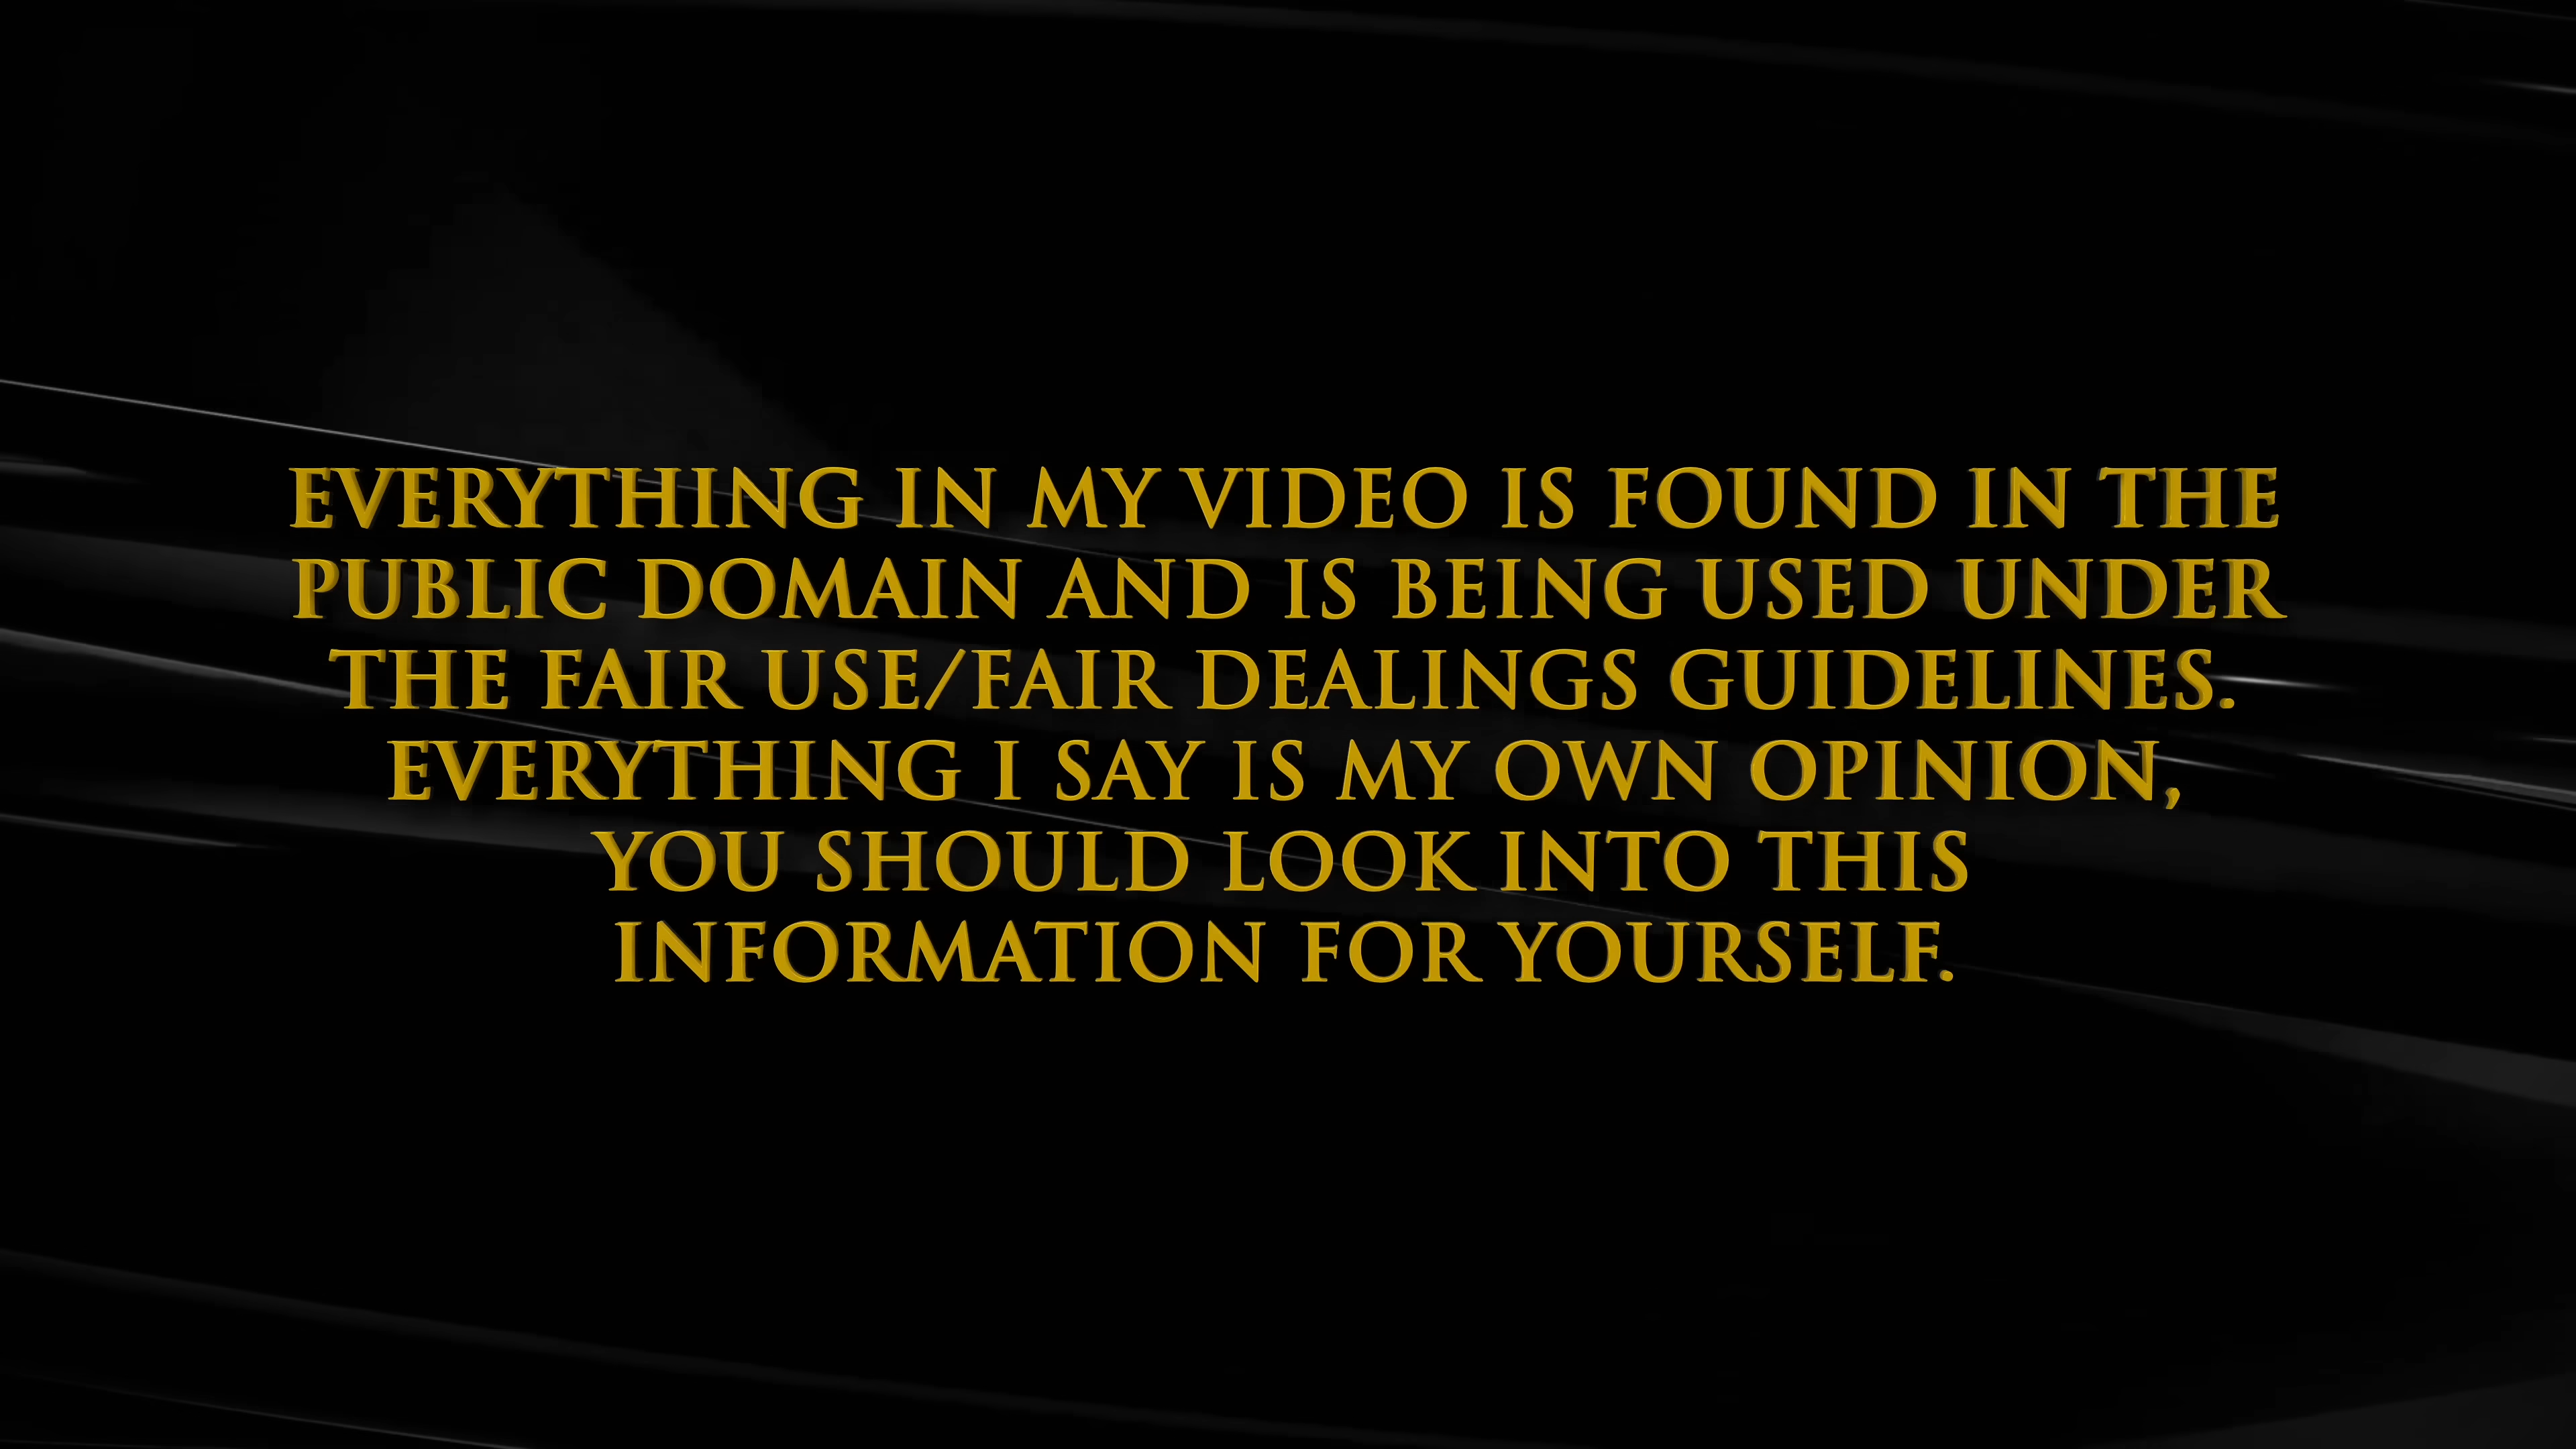 EVERYTHING IN MY VIDEO IS FOUND IN THE
PUBLIC DOMAIN AND IS BEING USED UNDER
THE FAIR USE/FAIR DEALINGS GUIDELINES.
EVERYTHING I SAY IS MY OWN OPINION,
YOU SHOULD LOOK INTO THIS
INFORMATION FOR YOURSELF.